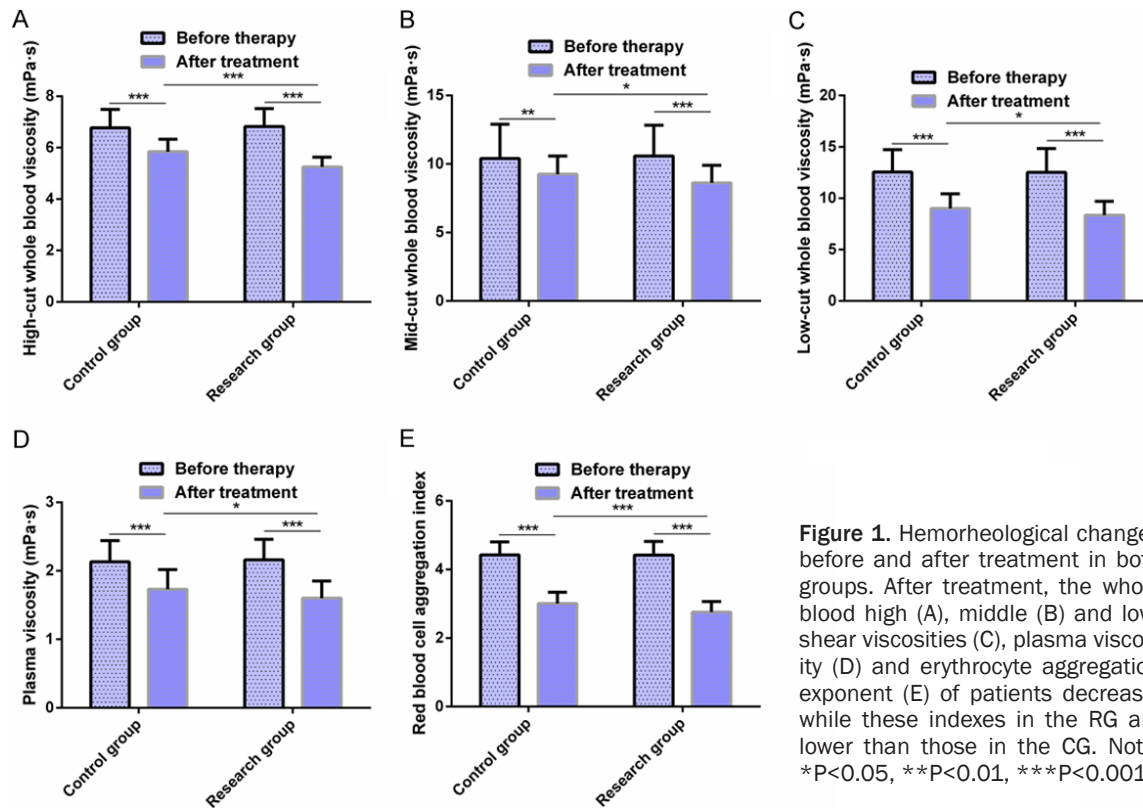 A
High-cut whole blood viscosity (mPa·s)
Before therapy
After treatment
***
***
***
8
6
4
2
0
Control group
Research group
B
Mid-cut whole blood viscosity (mPa·s)
Before therapy
After treatment
*
**
***
15
10
5
0
Control group
Research group
C
Low-cut whole blood viscosity (mPa·s)
Before therapy
After treatment
*
***
***
20
15
10
5
0
Control group
Research group
D
Plasma viscosity (mPa·s)
Before therapy
After treatment
*
***
***
3
2
1
0
Control group
Research group
E
Red blood cell aggregation index
Before therapy
After treatment
***
***
***
6
4
2
0
Control group
Research group
Figure 1. Hemorheological change
before and after treatment in bot
groups. After treatment, the whol
blood high (A), middle (B) and low
shear viscosities (C), plasma viscos
ity (D) and erythrocyte aggregatio
exponent (E) of patients decreas
while these indexes in the RG ar
lower than those in the CG. Not
*P<0.05, **P<0.01, ***P<0.001